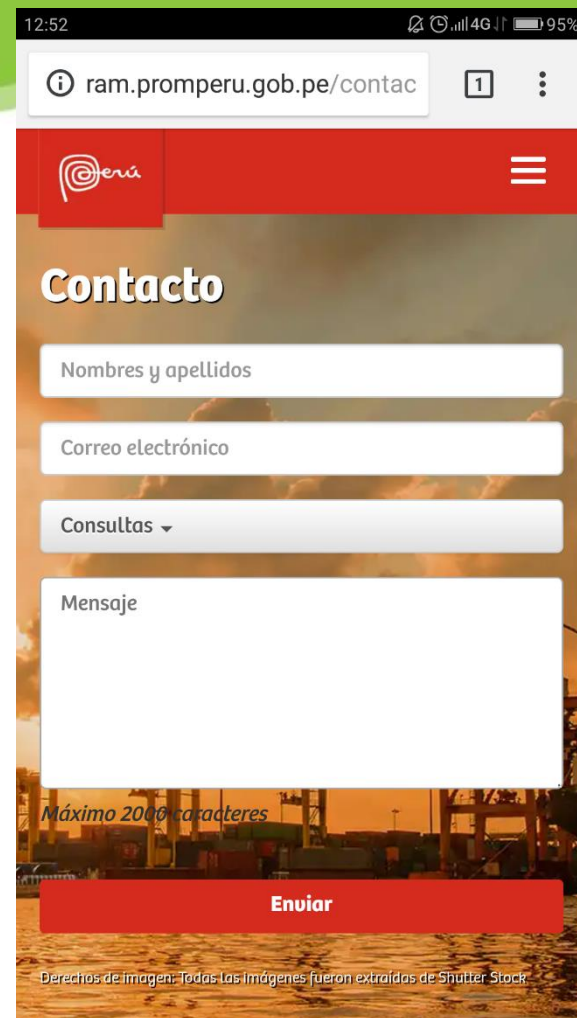 12:52 4G 95%
ram.promperu.gob.pe/contac 1
Perú
Contacto
Nombres y apellidos
Correo electrónico
Consultas
Mensaje
Máximo 2000 caracteres
Enviar
Derechos de imagen: Todas las imágenes fueron extraidas de Shutter Stock